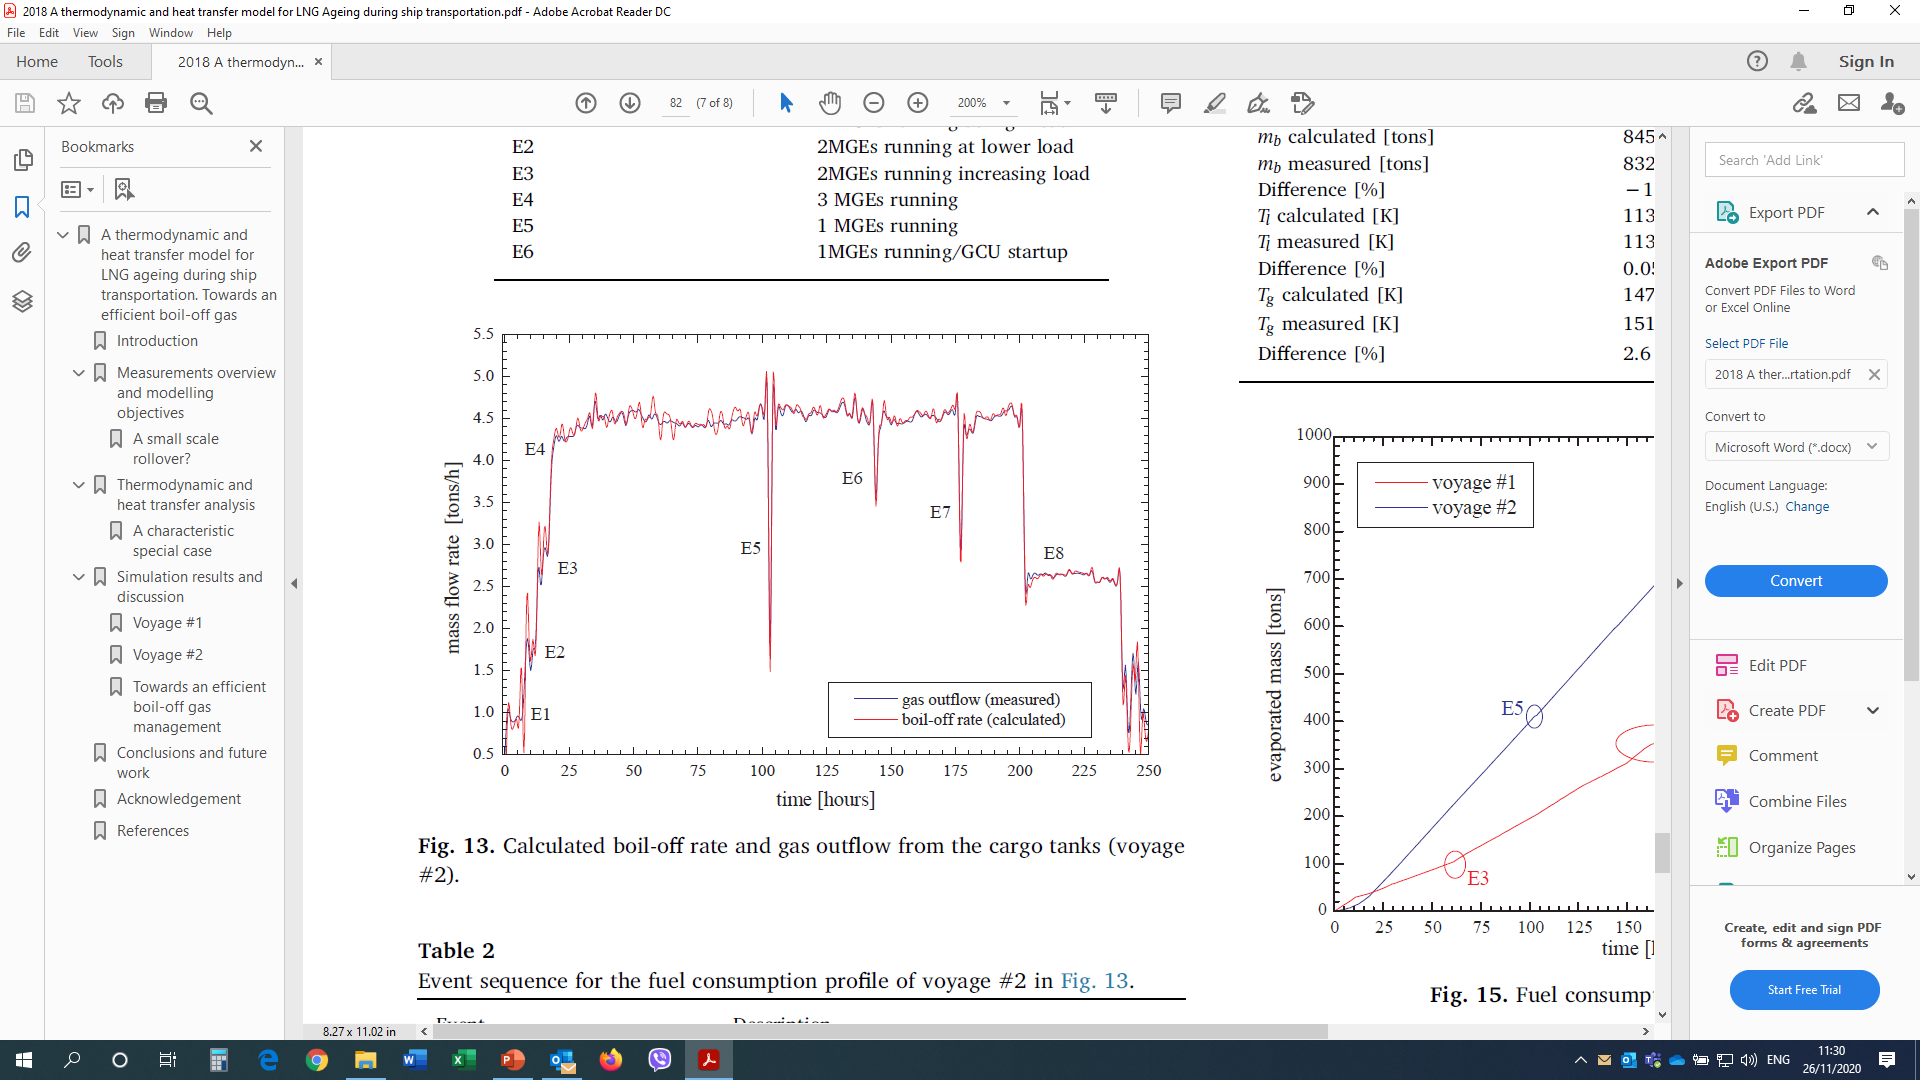 2018 A thermodynamic and heat transfer model for LNG Ageing during ship transportation.pdf - Adobe Acrobat Reader DC
File Edit View Sign Window Help
Home Tools 2018 A thermodyn... ×
Sign In
82 (7 of 8)
200%
Bookmarks
A thermodynamic and
heat transfer model for
LNG ageing during ship
transportation. Towards an
efficient boil-off gas
Introduction
Measurements overview
and modelling
objectives
A small scale
rollover?
Thermodynamic and
heat transfer analysis
A characteristic
special case
Simulation results and
discussion
Voyage #1
Voyage #2
Towards an efficient
boil-off gas
management
Conclusions and future
work
Acknowledgement
References
E2 2MGEs running at lower load
E3 2MGEs running increasing load
E4 3 MGEs running
E5 1 MGEs running
E6 1MGEs running/GCU startup
5.5
5.0
4.5
4.0
3.5
3.0
2.5
2.0
1.5
1.0
0.5
mass flow rate [tons/h]
E4
E6
E7
E5
E8
E3
E2
E1
gas outflow (measured)
boil-off rate (calculated)
0 25 50 75 100 125 150 175 200 225 250
time [hours]
Fig. 13. Calculated boil-off rate and gas outflow from the cargo tanks (voyage
#2).
Table 2
Event sequence for the fuel consumption profile of voyage #2 in Fig. 13.
8.27 x 11.02 in
mb calculated [tons] 845
mb measured [tons] 832
Difference [%] −1
Tl calculated [K] 113
Tl measured [K] 113
Difference [%] 0.05
Tg calculated [K] 147
Tg measured [K] 151
Difference [%] 2.6
1000
900
800
700
600
500
400
300
200
100
0
evaporated mass [tons]
voyage #1
voyage #2
E5
E3
0 25 50 75 100 125 150
time [
Fig. 15. Fuel consump
Search 'Add Link'
Export PDF
Adobe Export PDF
Convert PDF Files to Word
or Excel Online
Select PDF File
2018 A ther...rtation.pdf
Convert to
Microsoft Word (*.docx)
Document Language:
English (U.S.) Change
Convert
Edit PDF
Create PDF
Comment
Combine Files
Organize Pages
Create, edit and sign PDF
forms & agreements
Start Free Trial
ENG
11:30
26/11/2020